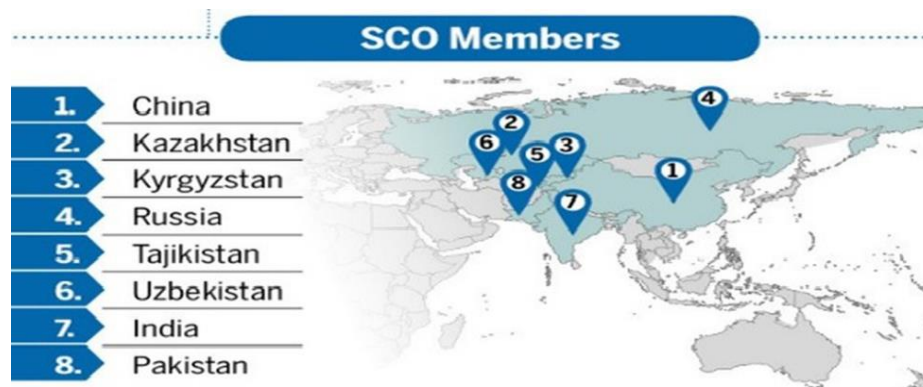 SCO Members
1. China
2. Kazakhstan
3. Kyrgyzstan
4. Russia
5. Tajikistan
6. Uzbekistan
7. India
8. Pakistan
4
2
6
5
3
8
7
1